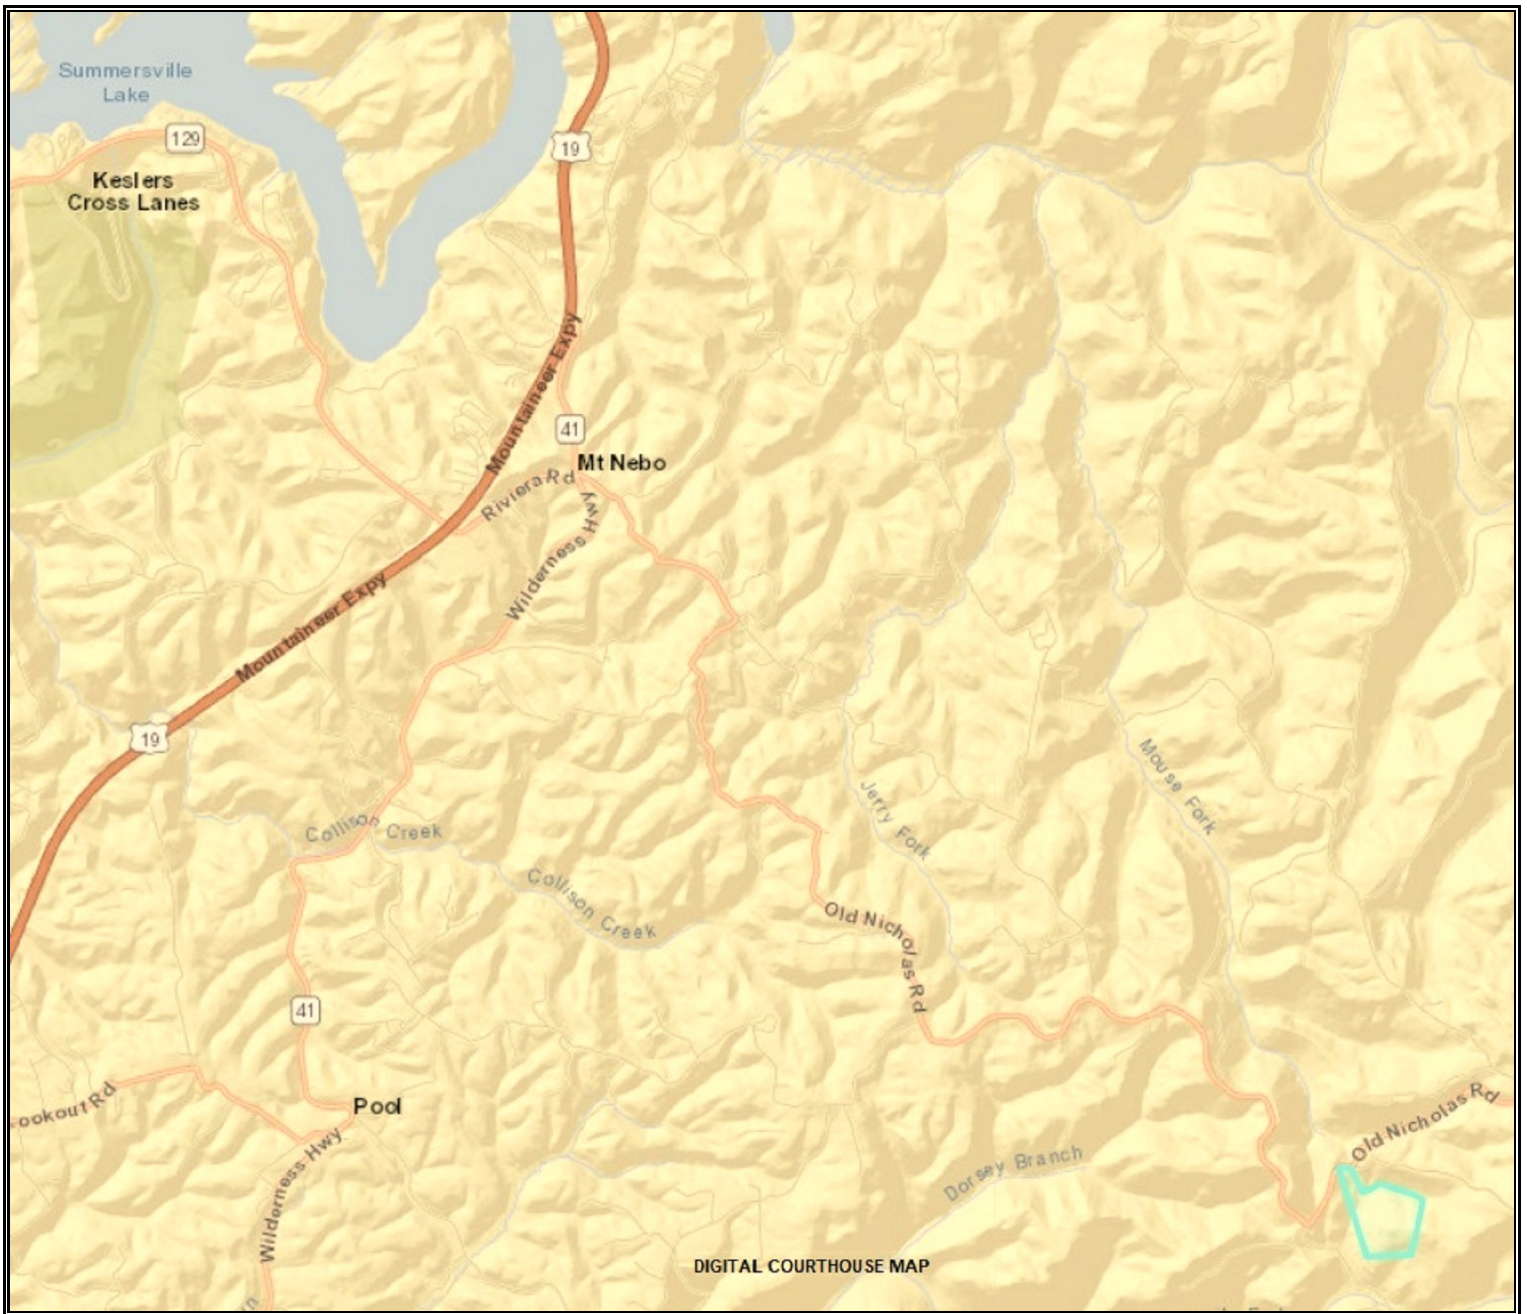 Summersville
Lake
129
19
Keslers
Cross Lanes
Mountaineer Expy
41
Mt Nebo
Riviera Rd
Wilderness Hwy
Mountaineer Expy
19
Mouse Fork
Jerry Fork
Collison Creek
Collison Creek
Old Nicholas Rd
41
Old Nicholas Rd
ookout Rd
Pool
Wilderness Hwy
Dorsey Branch
DIGITAL COURTHOUSE MAP